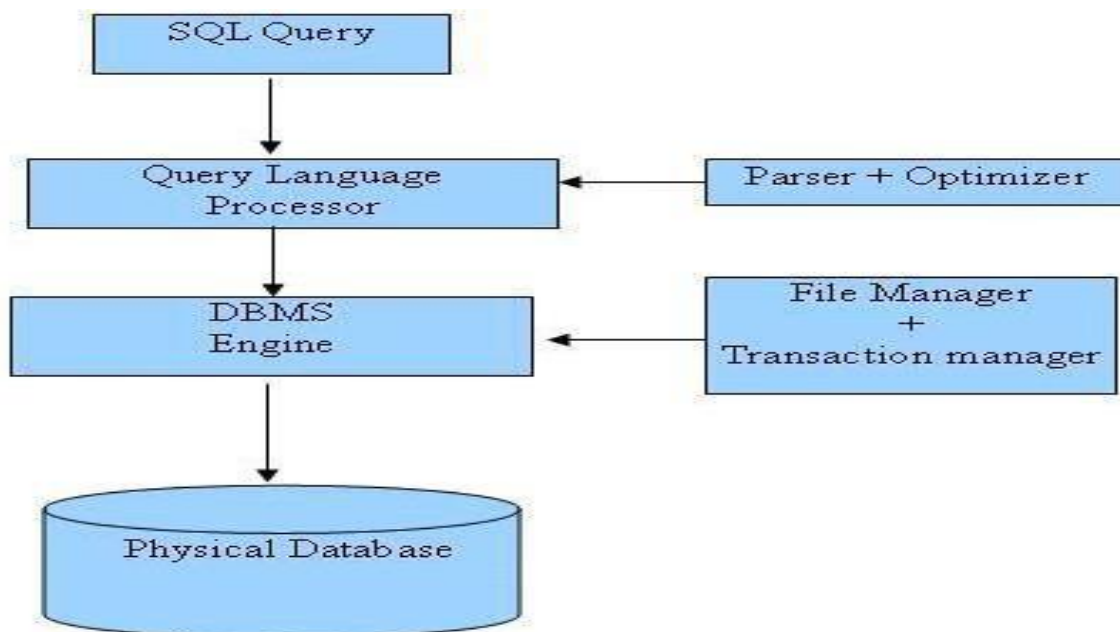 SQL Query
Query Language
Processor
Parser + Optimizer
DBMS
Engine
File Manager
+
Transaction manager
Physical Database